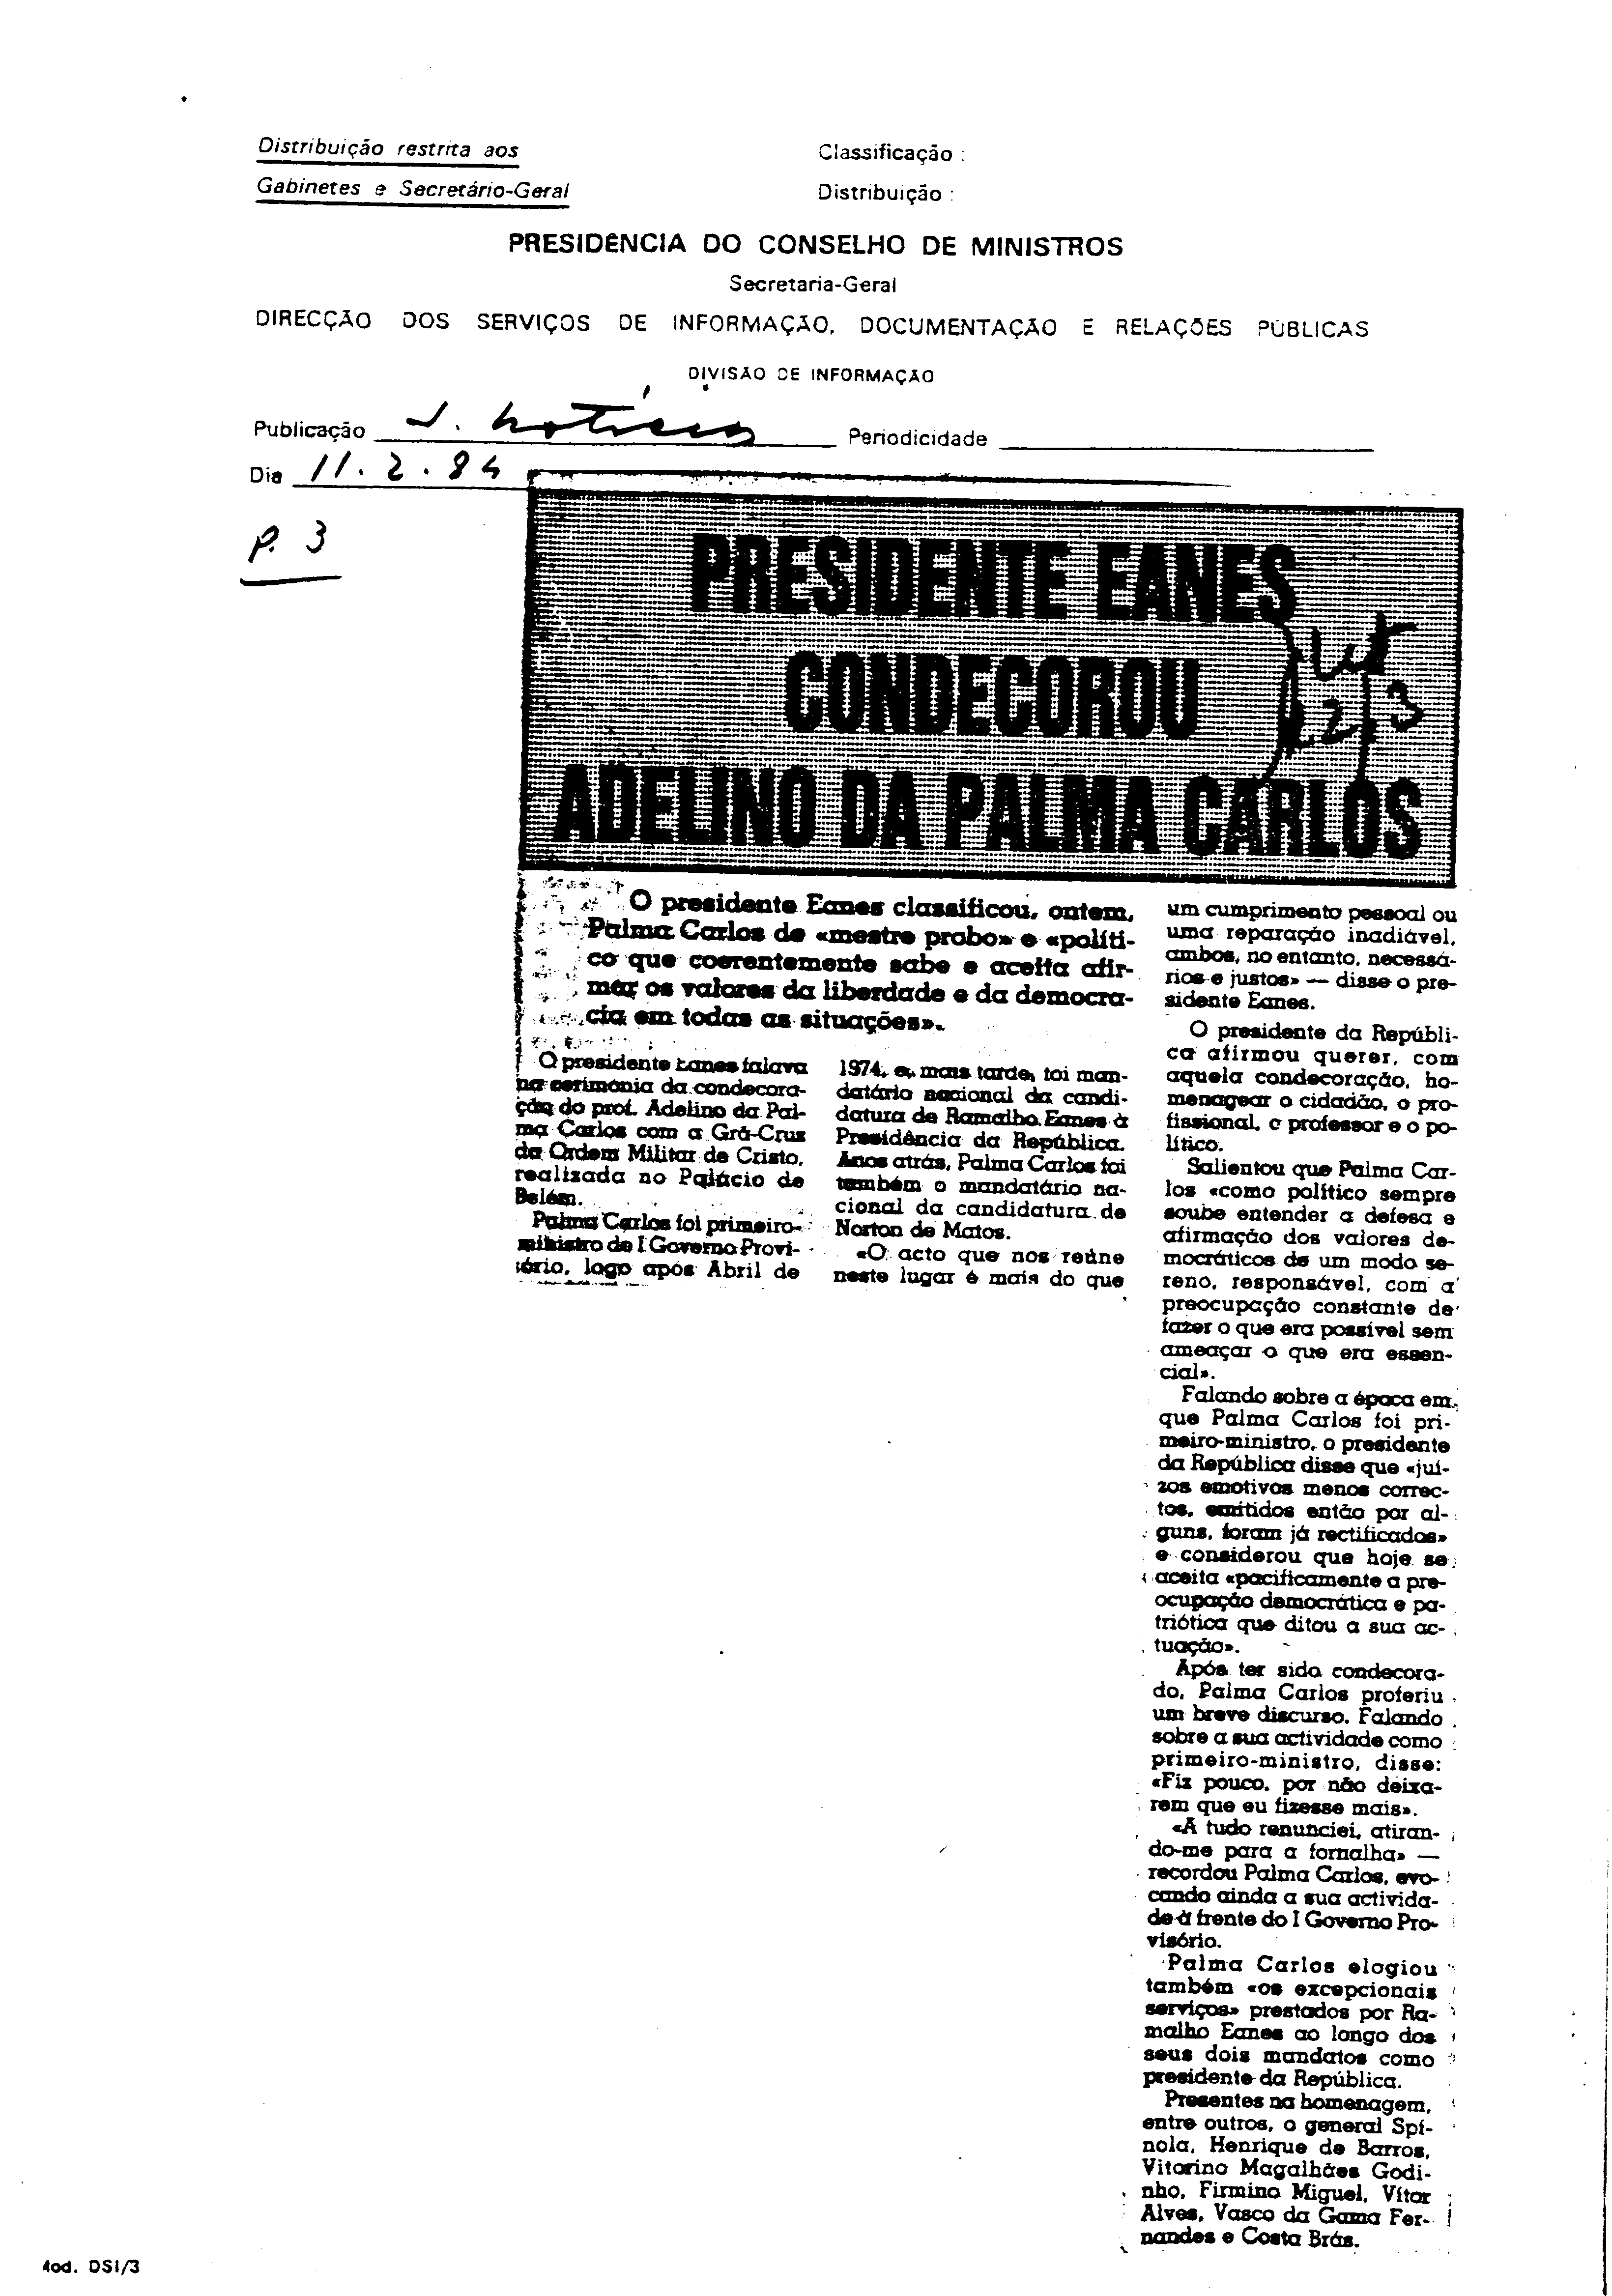 Distribuição restrita aos
Gabinetes e Secretário-Geral
Classificação :
Distribuição :
PRESIDÊNCIA DO CONSELHO DE MINISTROS
Secretaria-Geral
DIRECÇÃO DOS SERVIÇOS DE INFORMAÇÃO, DOCUMENTAÇÃO E RELAÇÕES PÚBLICAS
DIVISÃO DE INFORMAÇÃO
Publicação J. Notícias Periodicidade
Dia 11.2.84
P. 3
PRESIDENTE EANES
CONDECOROU
ADELINO DA PALMA CARLOS
O presidente Eanes classificou, ontem,
Palma Carlos de «mestre probo» e «políti-
co que coerentemente sabe e aceita afir-
mar os valores da liberdade e da democra-
cia em todas as situações».
O presidente Eanes falava
na cerimónia da condecora-
ção do prof. Adelino da Pal-
ma Carlos com a Grã-Cruz
da Ordem Militar de Cristo,
realizada no Palácio de
Belém.
Palma Carlos foi primeiro-
ministro do I Governo Provi-
sório, logo após Abril de
1974, e, mais tarde, foi man-
datário nacional da candi-
datura de Ramalho Eanes à
Presidência da República.
Anos atrás, Palma Carlos foi
também o mandatário na-
cional da candidatura de
Norton de Matos.
«O acto que nos reúne
neste lugar é mais do que
um cumprimento pessoal ou
uma reparação inadiável,
ambos, no entanto, necessá-
rios e justos» — disse o pre-
sidente Eanes.
O presidente da Repúbli-
ca afirmou querer, com
aquela condecoração, ho-
menagear o cidadão, o pro-
fissional, o professor e o po-
lítico.
Salientou que Palma Car-
los «como político sempre
soube entender a defesa e
afirmação dos valores de-
mocráticos de um modo se-
reno, responsável, com a
preocupação constante de
fazer o que era possível sem
ameaçar o que era essen-
cial».
Falando sobre a época em
que Palma Carlos foi pri-
meiro-ministro, o presidente
da República disse que «juí-
zos emotivos menos correc-
tos, emitidos então por al-
guns, foram já rectificados»
e considerou que hoje se
aceita «pacificamente a pre-
ocupação democrática e pa-
triótica que ditou a sua ac-
tuação».
Após ter sido condecora-
do, Palma Carlos proferiu
um breve discurso. Falando
sobre a sua actividade como
primeiro-ministro, disse:
«Fiz pouco, por não deixa-
rem que eu fizesse mais».
«A tudo renunciei, atiran-
do-me para a fornalha» —
recordou Palma Carlos, evo-
cando ainda a sua activida-
de à frente do I Governo Pro-
visório.
Palma Carlos elogiou
também «os excepcionais
serviços» prestados por Ra-
malho Eanes ao longo dos
seus dois mandatos como
presidente da República.
Presentes na homenagem,
entre outros, o general Spí-
nola, Henrique de Barros,
Vitorino Magalhães Godi-
nho, Firmino Miguel, Vítor
Alves, Vasco da Gama Fer-
nandes e Costa Brás.
Mod. DSI/3